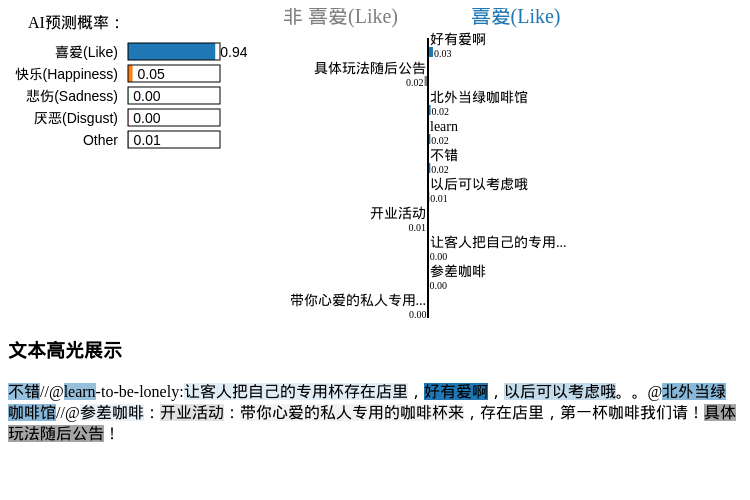 AI预测概率：
喜爱(Like) 0.94
快乐(Happiness) 0.05
悲伤(Sadness) 0.00
厌恶(Disgust) 0.00
Other 0.01
非 喜爱(Like) 喜爱(Like)
好有爱啊
0.03
具体玩法随后公告
0.02
北外当绿咖啡馆
0.02
learn
0.02
不错
0.02
以后可以考虑哦
0.01
开业活动
0.01
让客人把自己的专用...
0.00
参差咖啡
0.00
带你心爱的私人专用...
0.00
文本高光展示
不错//@learn-to-be-lonely:让客人把自己的专用杯存在店里，好有爱啊，以后可以考虑哦。。@北外当绿
咖啡馆//@参差咖啡：开业活动：带你心爱的私人专用的咖啡杯来，存在店里，第一杯咖啡我们请！具体
玩法随后公告！